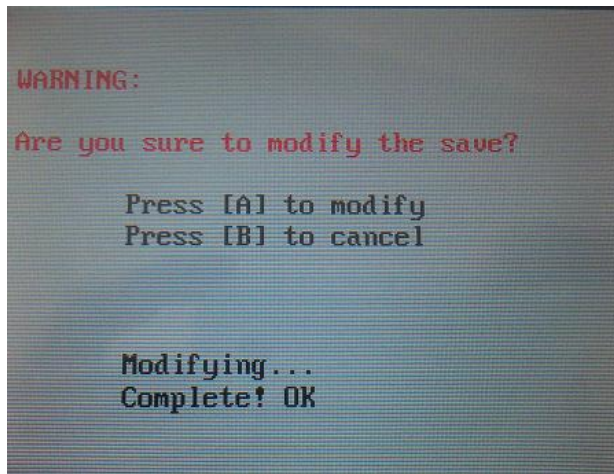 WARNING:
Are you sure to modify the save?
Press [A] to modify
Press [B] to cancel
Modifying...
Complete! OK